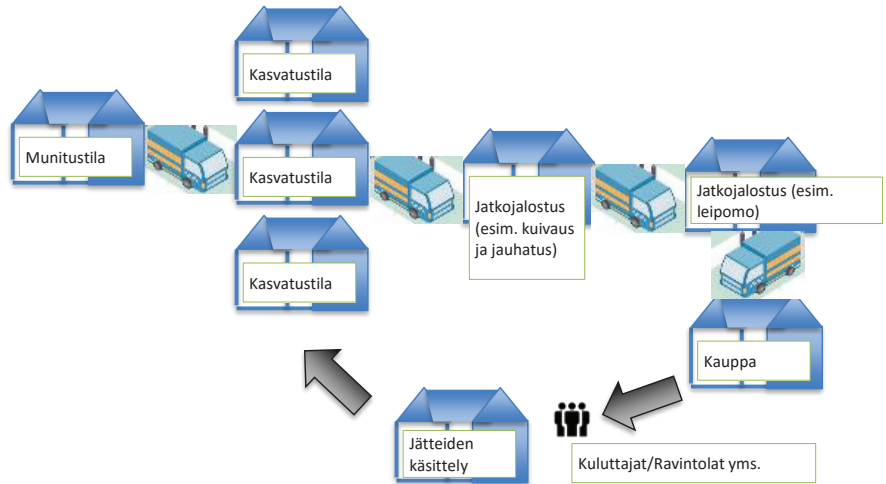 Kasvatustila
Munitustila
Kasvatustila
Kasvatustila
Jatkojalostus
(esim. kuivaus
ja jauhatus)
Jatkojalostus (esim.
leipomo)
Kauppa
Kuluttajat/Ravintolat yms.
Jätteiden
käsittely